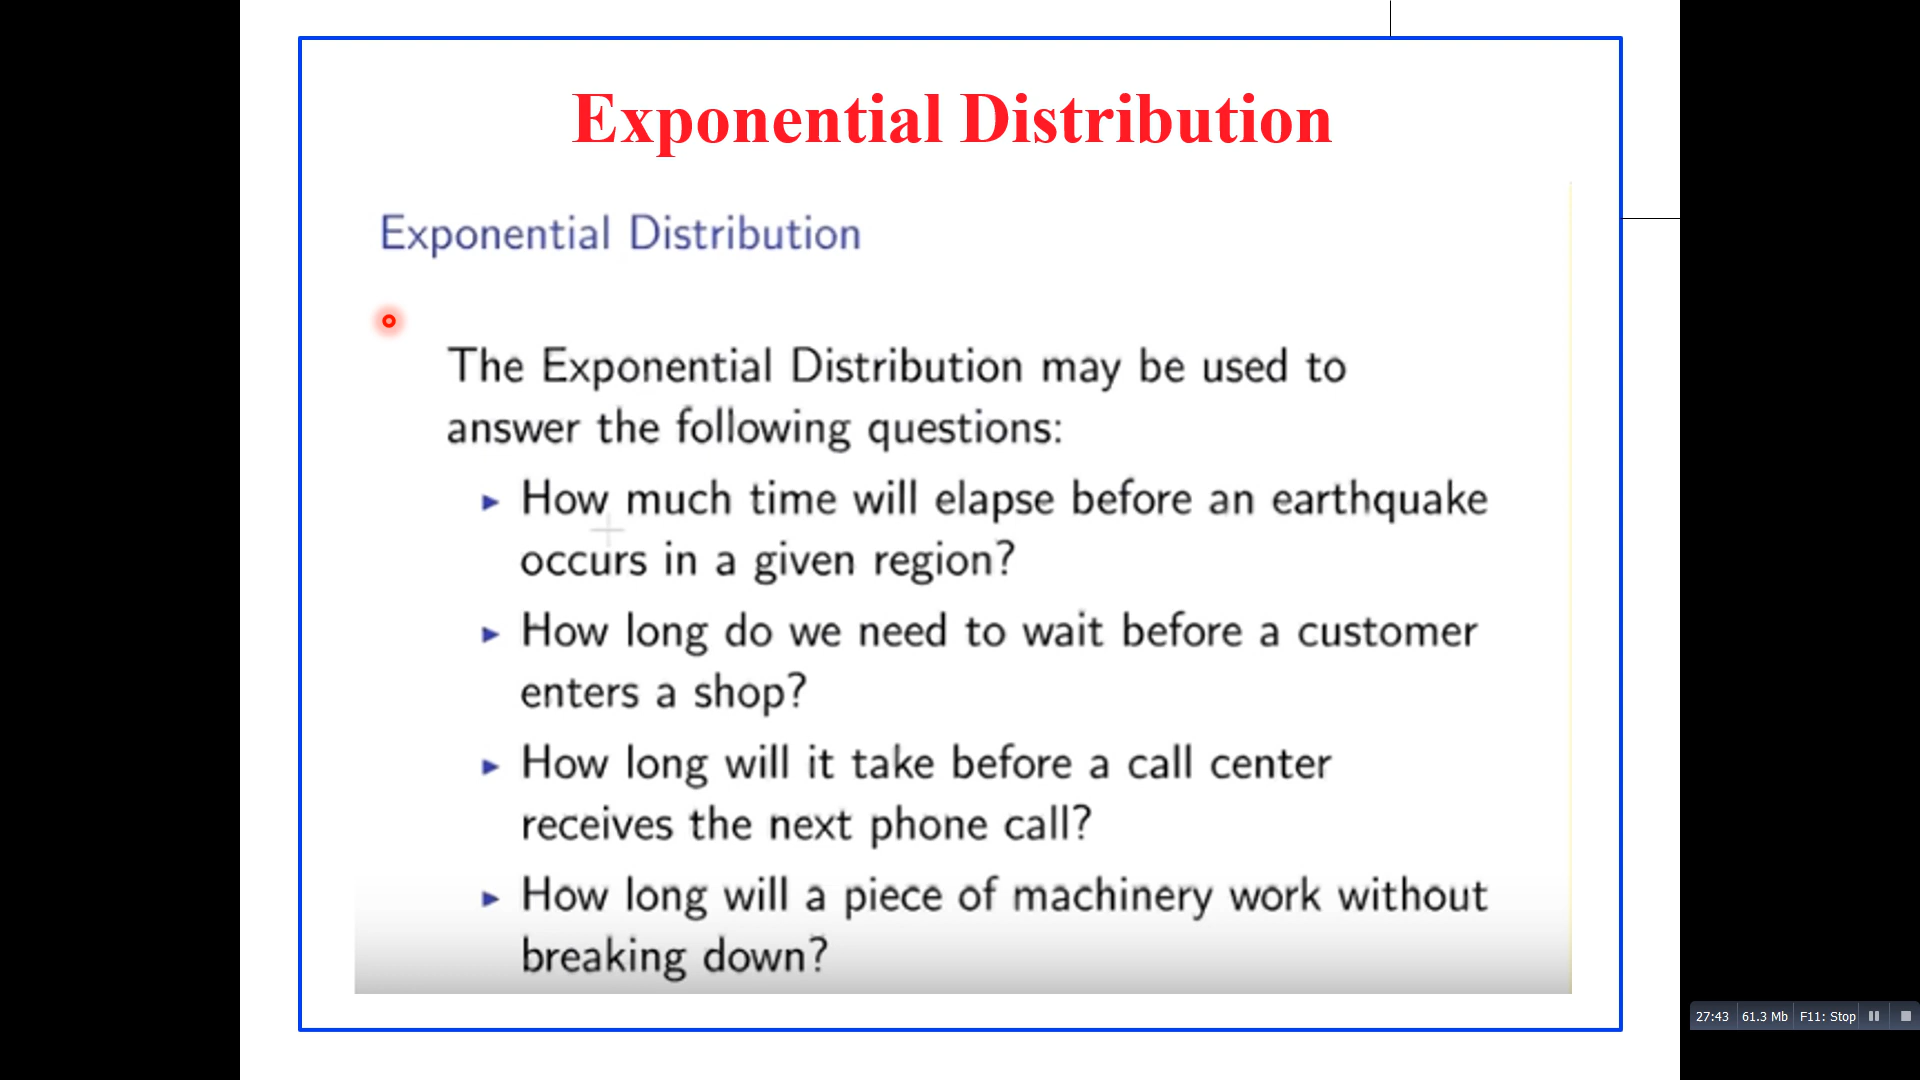 Exponential Distribution
Exponential Distribution
The Exponential Distribution may be used to
answer the following questions:
► How much time will elapse before an earthquake
occurs in a given region?
► How long do we need to wait before a customer
enters a shop?
► How long will it take before a call center
receives the next phone call?
► How long will a piece of machinery work without
breaking down?
27:43 61.3 Mb F11: Stop